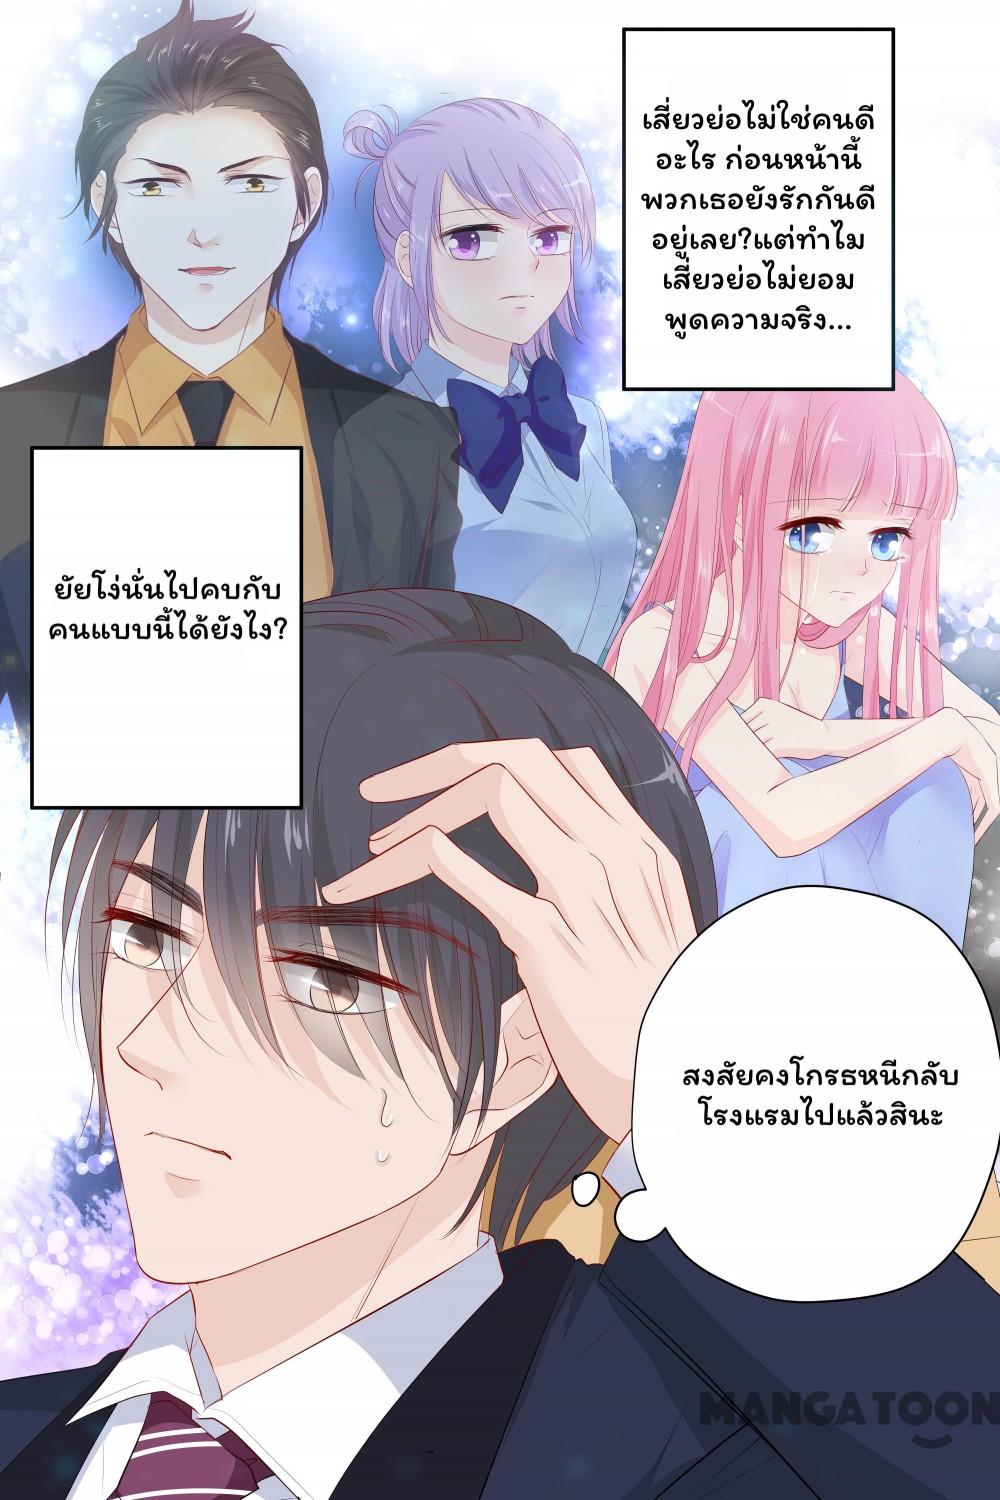 เสี่ยวย่อไม่ใช่คนดี
อะไร ก่อนหน้านี้
พวกเธอยังรักกันดี
อยู่เลย?แต่ทำไม
เสี่ยวย่อไม่ยอม
พูดความจริง...
ยัยโง่นั่นไปคบกับ
คนแบบนี้ได้ยังไง?
สงสัยคงโกรธหนีกลับ
โรงแรมไปแล้วสินะ
MANGATOON